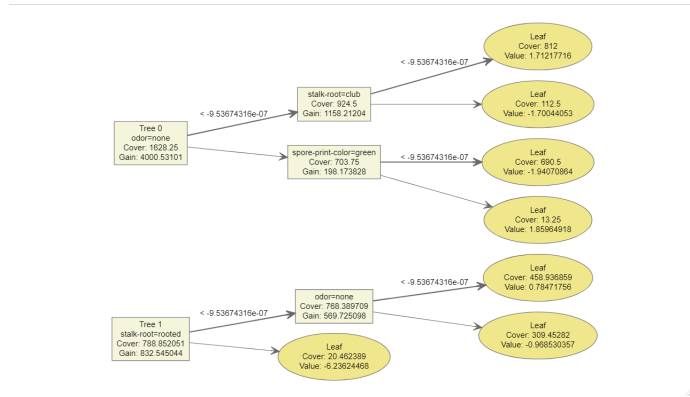 Leaf
Cover: 812
Value: 1.71217716
< -9.53674316e-07
stalk-root=club
Cover: 924.5
Gain: 1158.21204
Leaf
Cover: 112.5
Value: -1.70044053
< -9.53674316e-07
Tree 0
odor=none
Cover: 1628.25
Gain: 4000.53101
spore-print-color=green
Cover: 703.75
Gain: 198.173828
< -9.53674316e-07
Leaf
Cover: 690.5
Value: -1.94070864
Leaf
Cover: 13.25
Value: 1.85964918
Leaf
Cover: 458.936859
Value: 0.78471756
< -9.53674316e-07
odor=none
Cover: 768.389709
Gain: 569.725098
< -9.53674316e-07
Tree 1
stalk-root=rooted
Cover: 788.852051
Gain: 832.545044
Leaf
Cover: 309.45282
Value: -0.968530357
Leaf
Cover: 20.462389
Value: -6.23624468